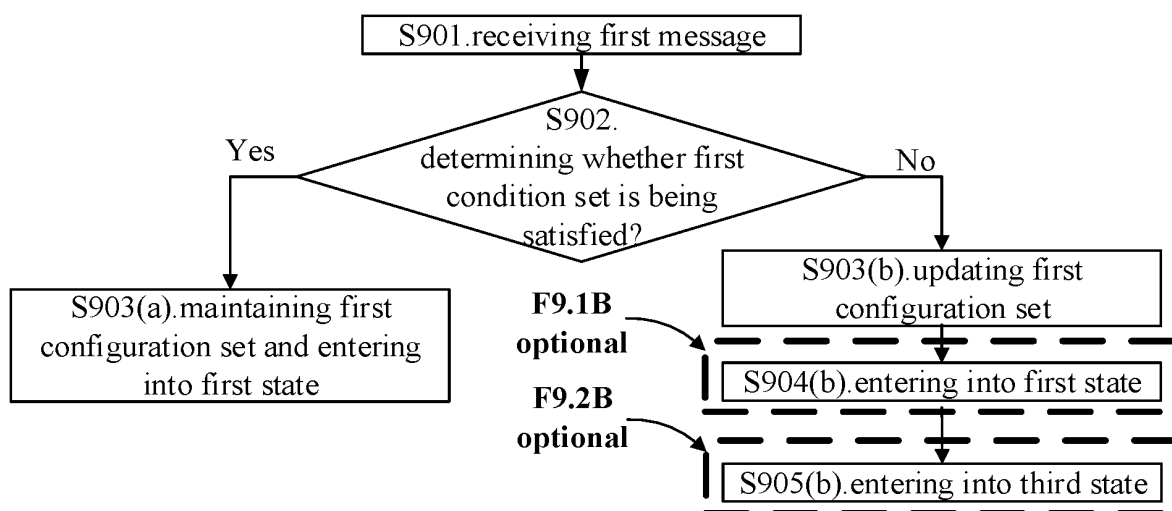 S901.receiving first message
S902.
determining whether first
condition set is being
satisfied?
Yes
No
S903(a).maintaining first
configuration set and entering
into first state
S903(b).updating first
configuration set
F9.1B
optional
S904(b).entering into first state
F9.2B
optional
S905(b).entering into third state